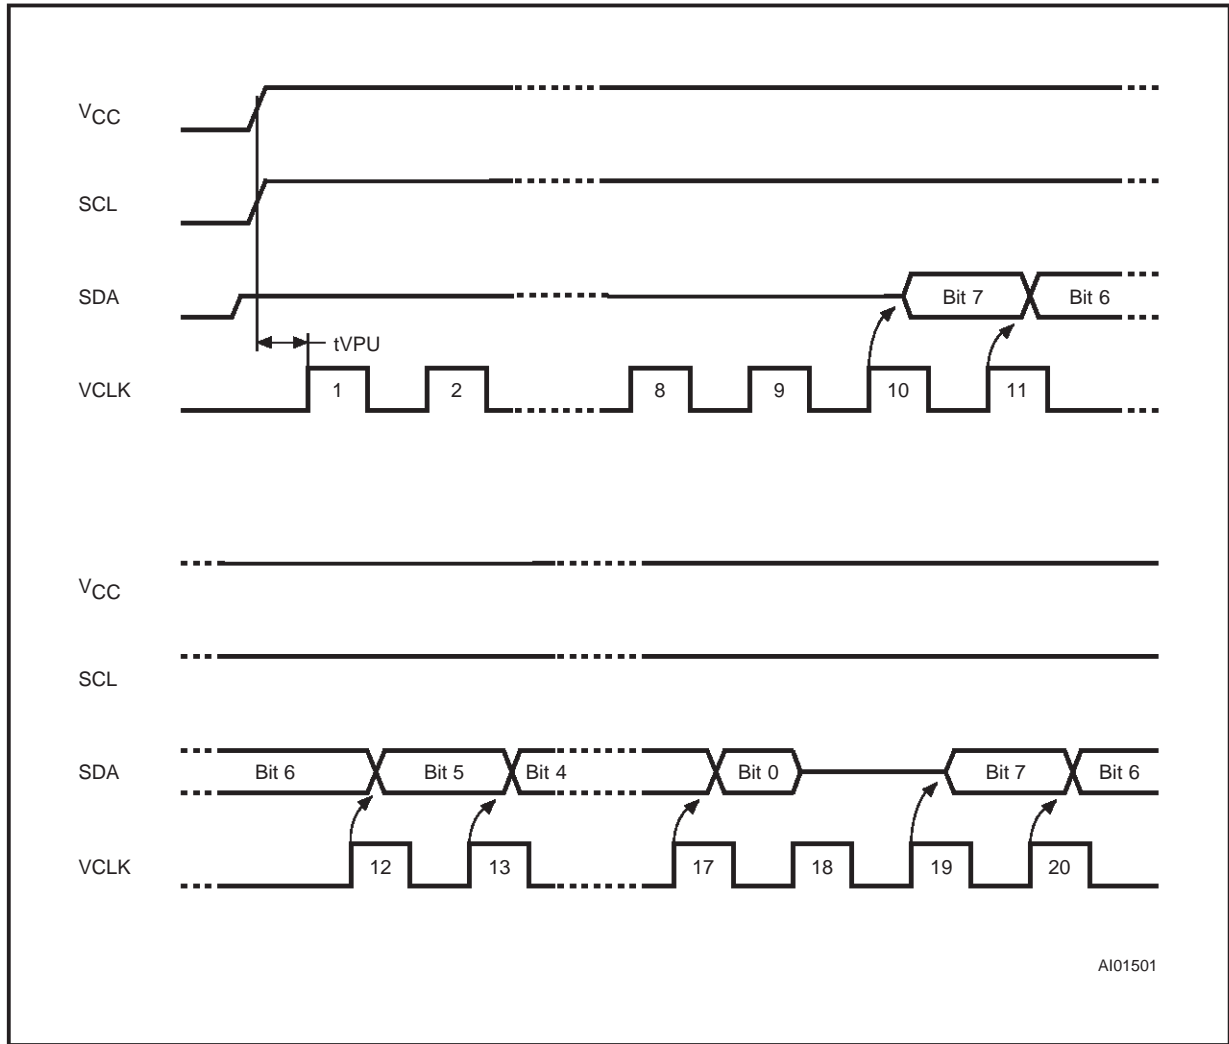 VCC
SCL
SDA Bit 7 Bit 6
tVPU
VCLK 1 2 8 9 10 11
VCC
SCL
SDA Bit 6 Bit 5 Bit 4 Bit 0 Bit 7 Bit 6
VCLK 12 13 17 18 19 20
AI01501